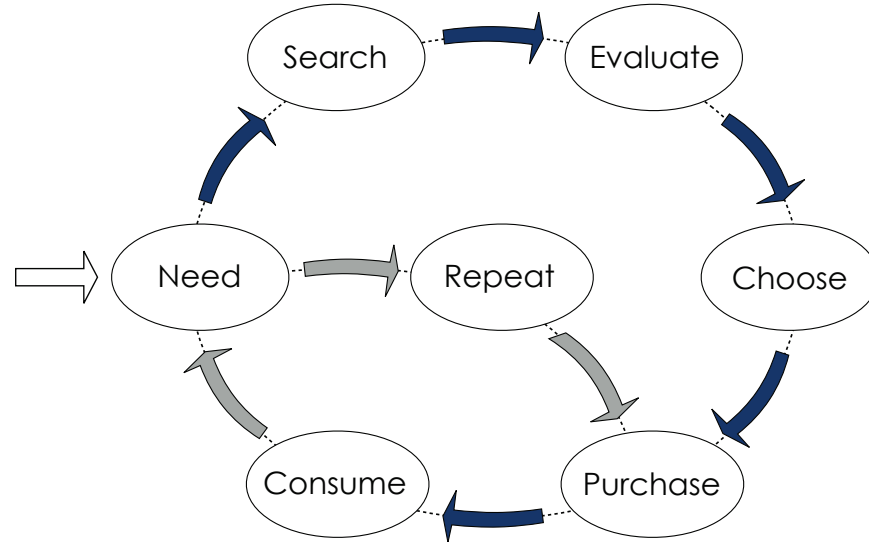 Search
Evaluate
Need
Repeat
Choose
Consume
Purchase